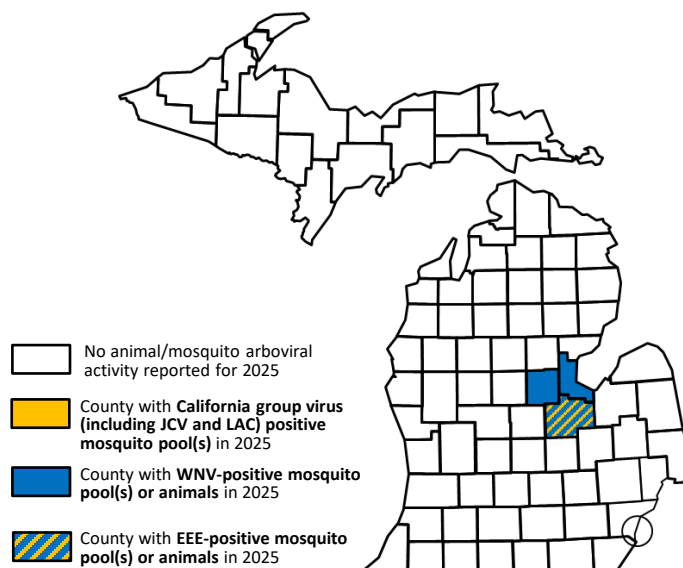 No animal/mosquito arboviral
activity reported for 2025
County with California group virus
(including JCV and LAC) positive
mosquito pool(s) in 2025
County with WNV-positive mosquito
pool(s) or animals in 2025
County with EEE-positive mosquito
pool(s) or animals in 2025